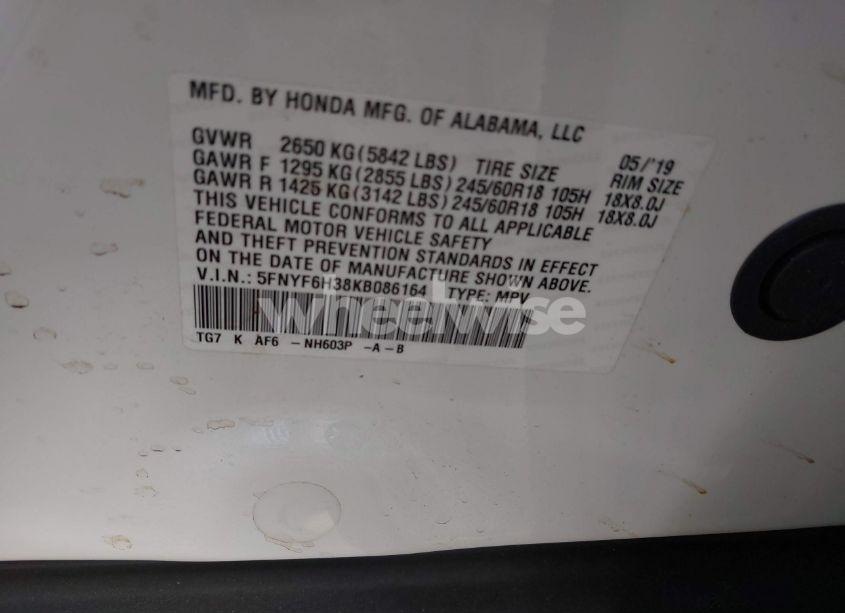 MFD. BY HONDA MFG. OF ALABAMA, LLC
GVWR 2650 KG(5842 LBS) TIRE SIZE 05/'19
GAWR F 1295 KG(2855 LBS) 245/60R18 105H RIM SIZE 18X8.0J
GAWR R 1425 KG(3142 LBS) 245/60R18 105H 18X8.0J
THIS VEHICLE CONFORMS TO ALL APPLICABLE
FEDERAL MOTOR VEHICLE SAFETY
AND THEFT PREVENTION STANDARDS IN EFFECT
ON THE DATE OF MANUFACTURE SHOWN ABOVE.
V.I.N.: 5FNYF6H38KB086164 TYPE: MPV
wheelwise
TG7 K AF6 - NH603P - A - B